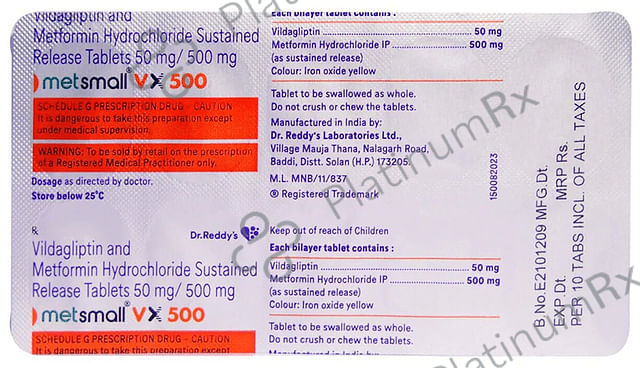 Vildagliptin and
Metformin Hydrochloride Sustained
Release Tablets 50 mg/ 500 mg
metsmall® VX 500
SCHEDULE G PRESCRIPTION DRUG - CAUTION
It is dangerous to take this preparation except
under medical supervision.
WARNING: To be sold by retail on the prescription
of a Registered Medical Practitioner only.
Dosage as directed by doctor.
Store below 25°C
Each bilayer tablet contains :
Vildagliptin 50 mg
Metformin Hydrochloride IP 500 mg
(as sustained release)
Colour: Iron oxide yellow
Tablet to be swallowed as whole.
Do not crush or chew the tablets.
Manufactured in India by:
Dr. Reddy's Laboratories Ltd.,
Village Mauja Thana, Nalagarh Road,
Baddi, Distt. Solan (H.P.) 173205.
M.L. MNB/11/837
® Registered Trademark
150082023
℞
Dr.Reddy's
Vildagliptin and
Metformin Hydrochloride Sustained
Release Tablets 50 mg/ 500 mg
metsmall® VX 500
SCHEDULE G PRESCRIPTION DRUG - CAUTION
It is dangerous to take this preparation except
Keep out of reach of Children
Each bilayer tablet contains :
Vildagliptin 50 mg
Metformin Hydrochloride IP 500 mg
(as sustained release)
Colour: Iron oxide yellow
Tablet to be swallowed as whole.
Do not crush or chew the tablets.
Manufactured in India by:
B.No.E2101209 MFG Dt.
EXP.Dt. MRP Rs.
PER 10 TABS INCL. OF ALL TAXES
PlatinumRx
PlatinumRx
PlatinumRx
PlatinumRx